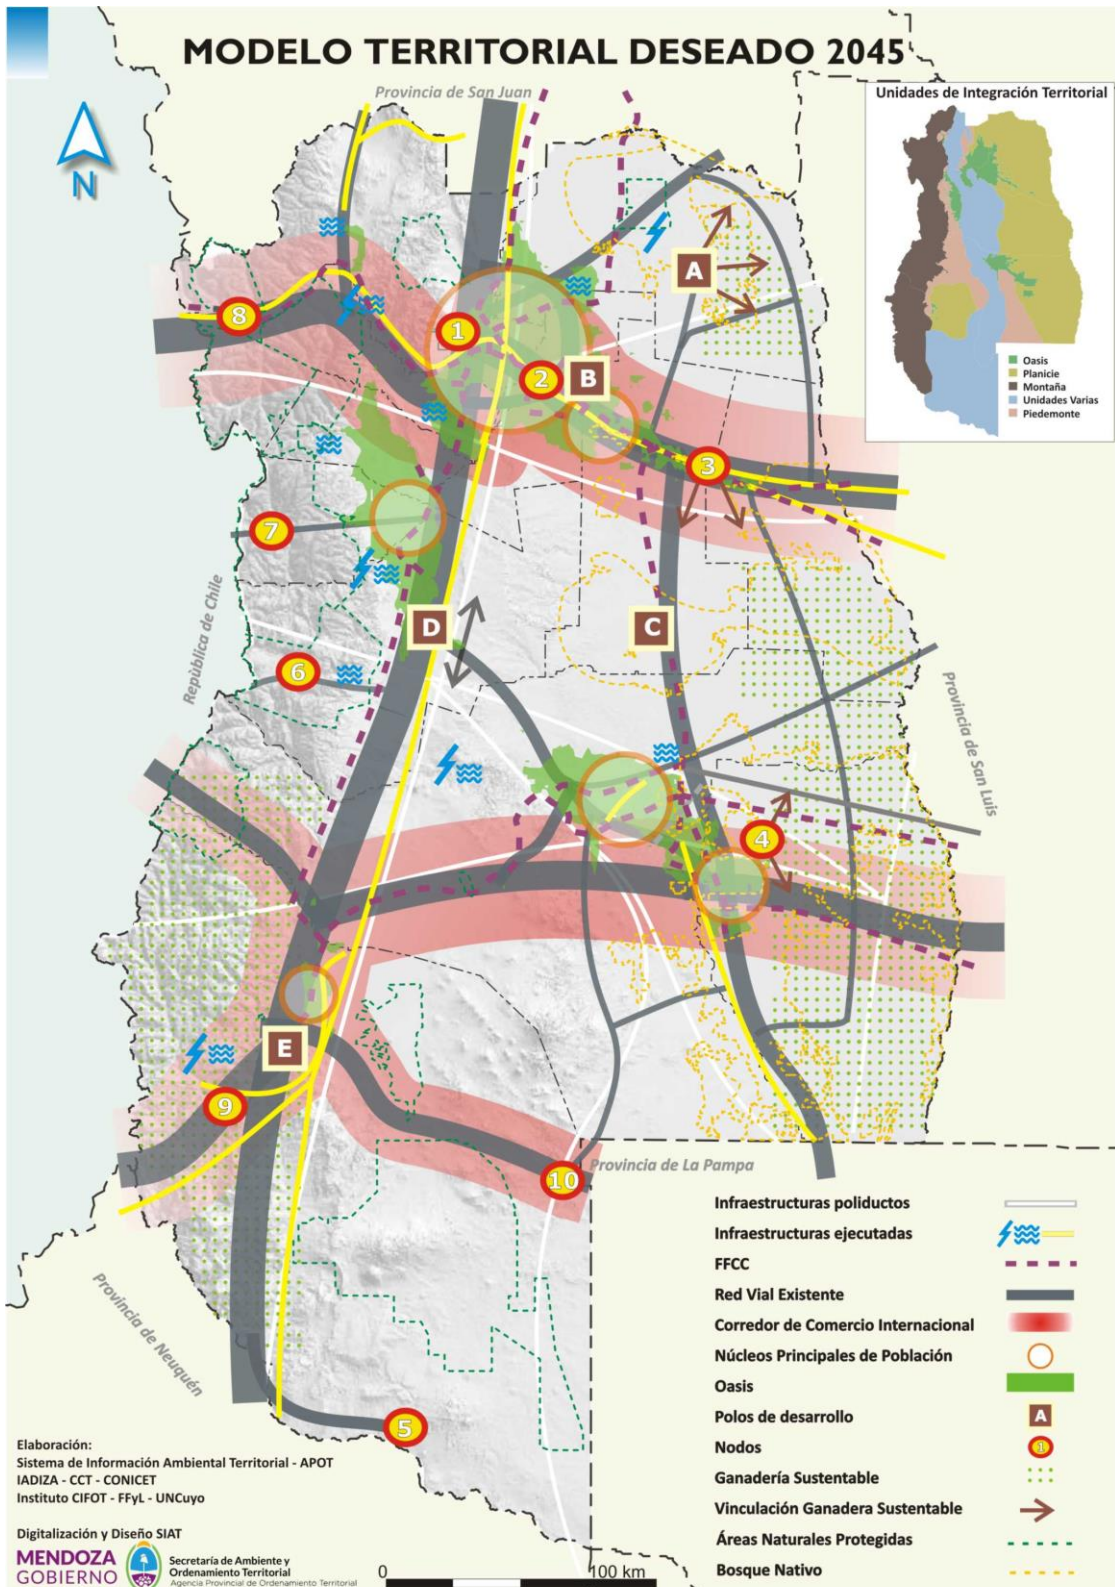 MODELO TERRITORIAL DESEADO 2045
Provincia de San Juan
Unidades de Integración Territorial
Oasis
Planicie
Montaña
Unidades Varias
Piedemonte
N
A
8
1
2
B
3
7
República de Chile
D
C
6
Provincia de San Luis
4
E
9
10
Provincia de La Pampa
Provincia de Neuquén
5
Infraestructuras poliductos
Infraestructuras ejecutadas
FFCC
Red Vial Existente
Corredor de Comercio Internacional
Núcleos Principales de Población
Oasis
Polos de desarrollo A
Nodos 1
Ganadería Sustentable
Vinculación Ganadera Sustentable
Áreas Naturales Protegidas
Bosque Nativo
Elaboración:
Sistema de Información Ambiental Territorial - APOT
IADIZA - CCT - CONICET
Instituto CIFOT - FFyL - UNCuyo
Digitalización y Diseño SIAT
MENDOZA
GOBIERNO
Secretaría de Ambiente y
Ordenamiento Territorial
Agencia Provincial de Ordenamiento Territorial
0 100 km